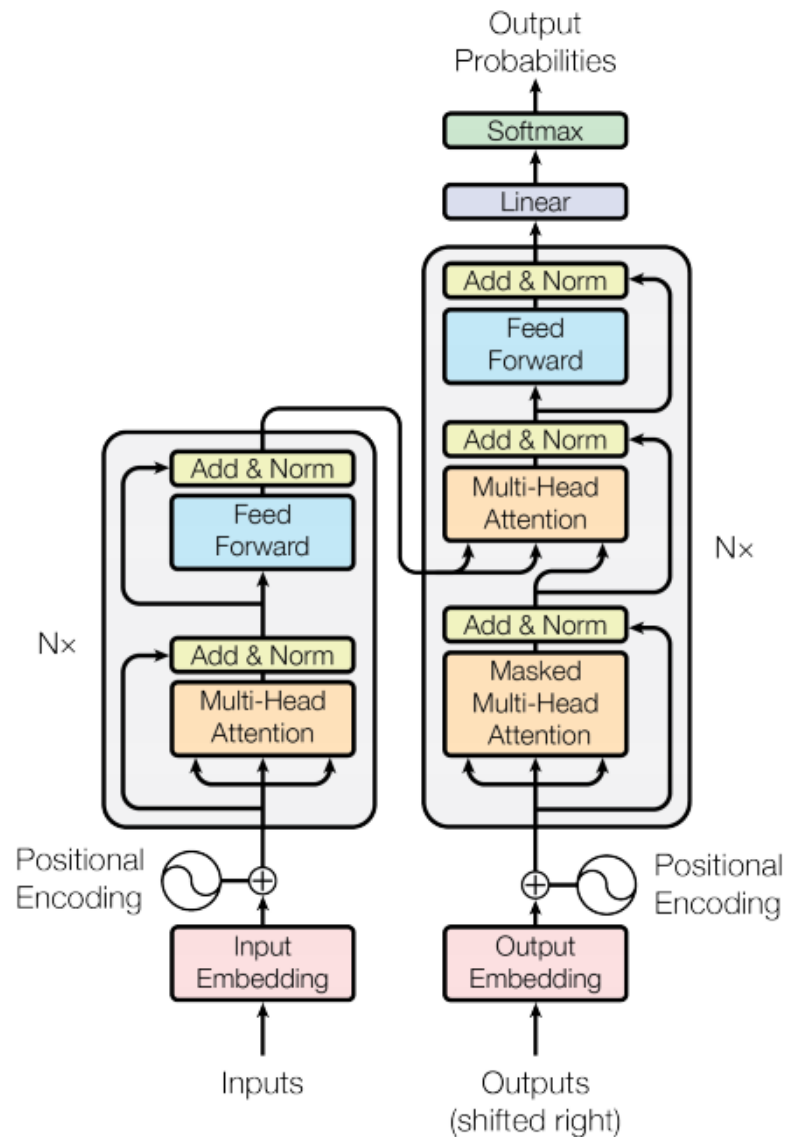 Output
Probabilities
Softmax
Linear
Add & Norm
Feed
Forward
Add & Norm
Multi-Head
Attention
Add & Norm
Masked
Multi-Head
Attention
N×
Add & Norm
Feed
Forward
Add & Norm
Multi-Head
Attention
N×
Positional
Encoding
Positional
Encoding
Input
Embedding
Output
Embedding
Inputs
Outputs
(shifted right)